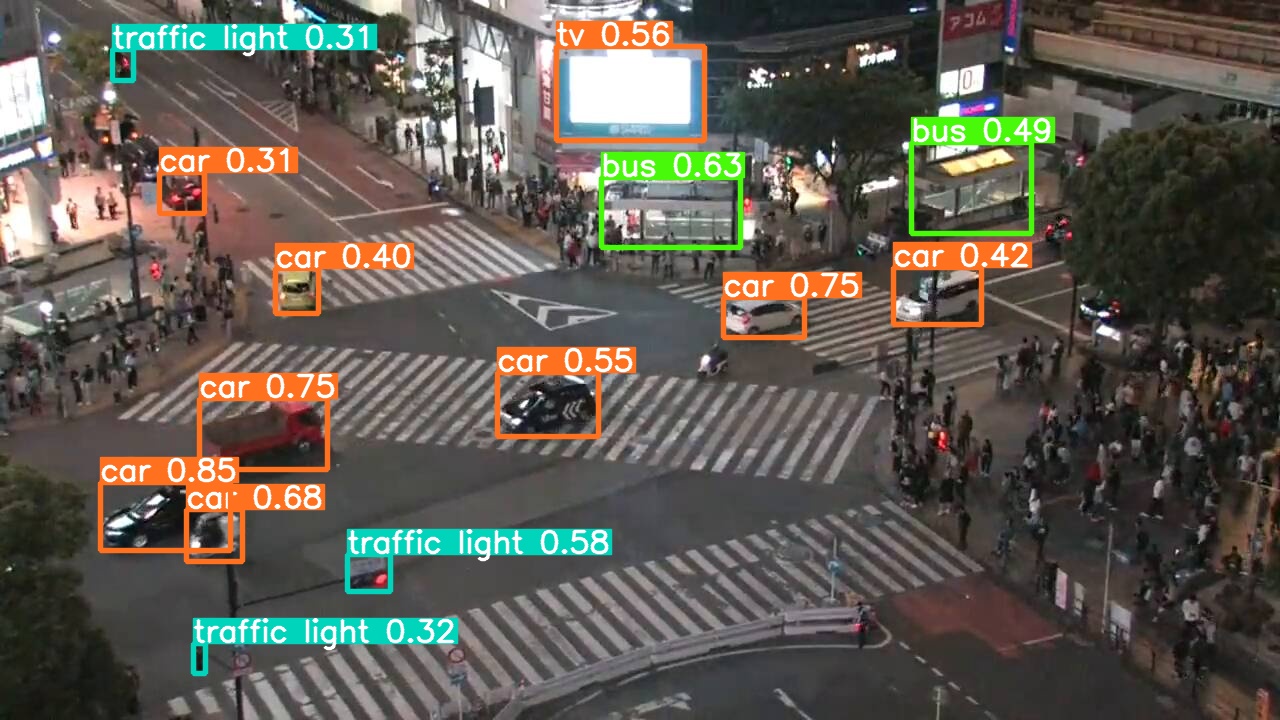 traffic light 0.31
tv 0.56
アコム
bus 0.49
car 0.31
bus 0.63
car 0.40
car 0.42
car 0.75
car 0.55
car 0.75
car 0.85
car 0.68
traffic light 0.58
traffic light 0.32